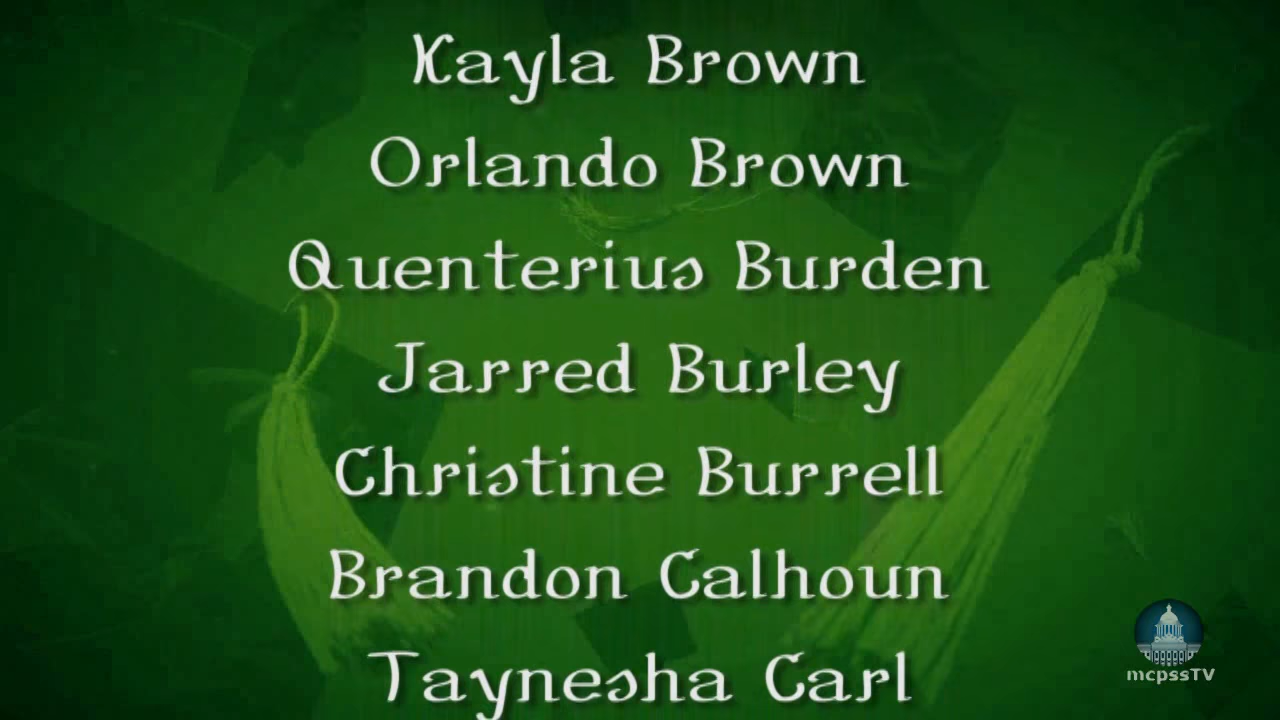 Kayla Brown
Orlando Brown
Quenterius Burden
Jarred Burley
Christine Burrell
Brandon Calhoun
Taynesha Carl
mcpssTV